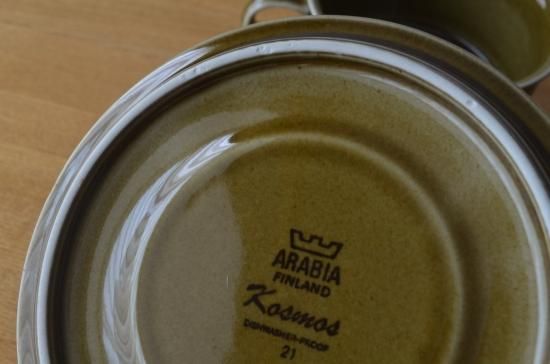 ARABIA
FINLAND
Kosmos
DISHWASHER-PROOF
21